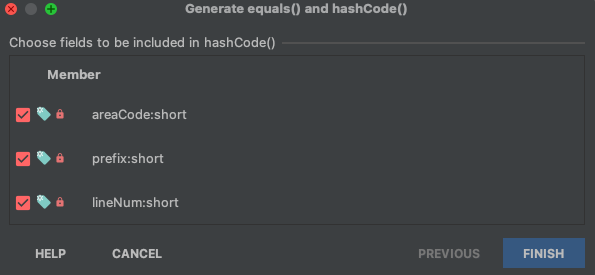 Generate equals() and hashCode()
Choose fields to be included in hashCode()
Member
areaCode:short
prefix:short
lineNum:short
HELP CANCEL PREVIOUS FINISH